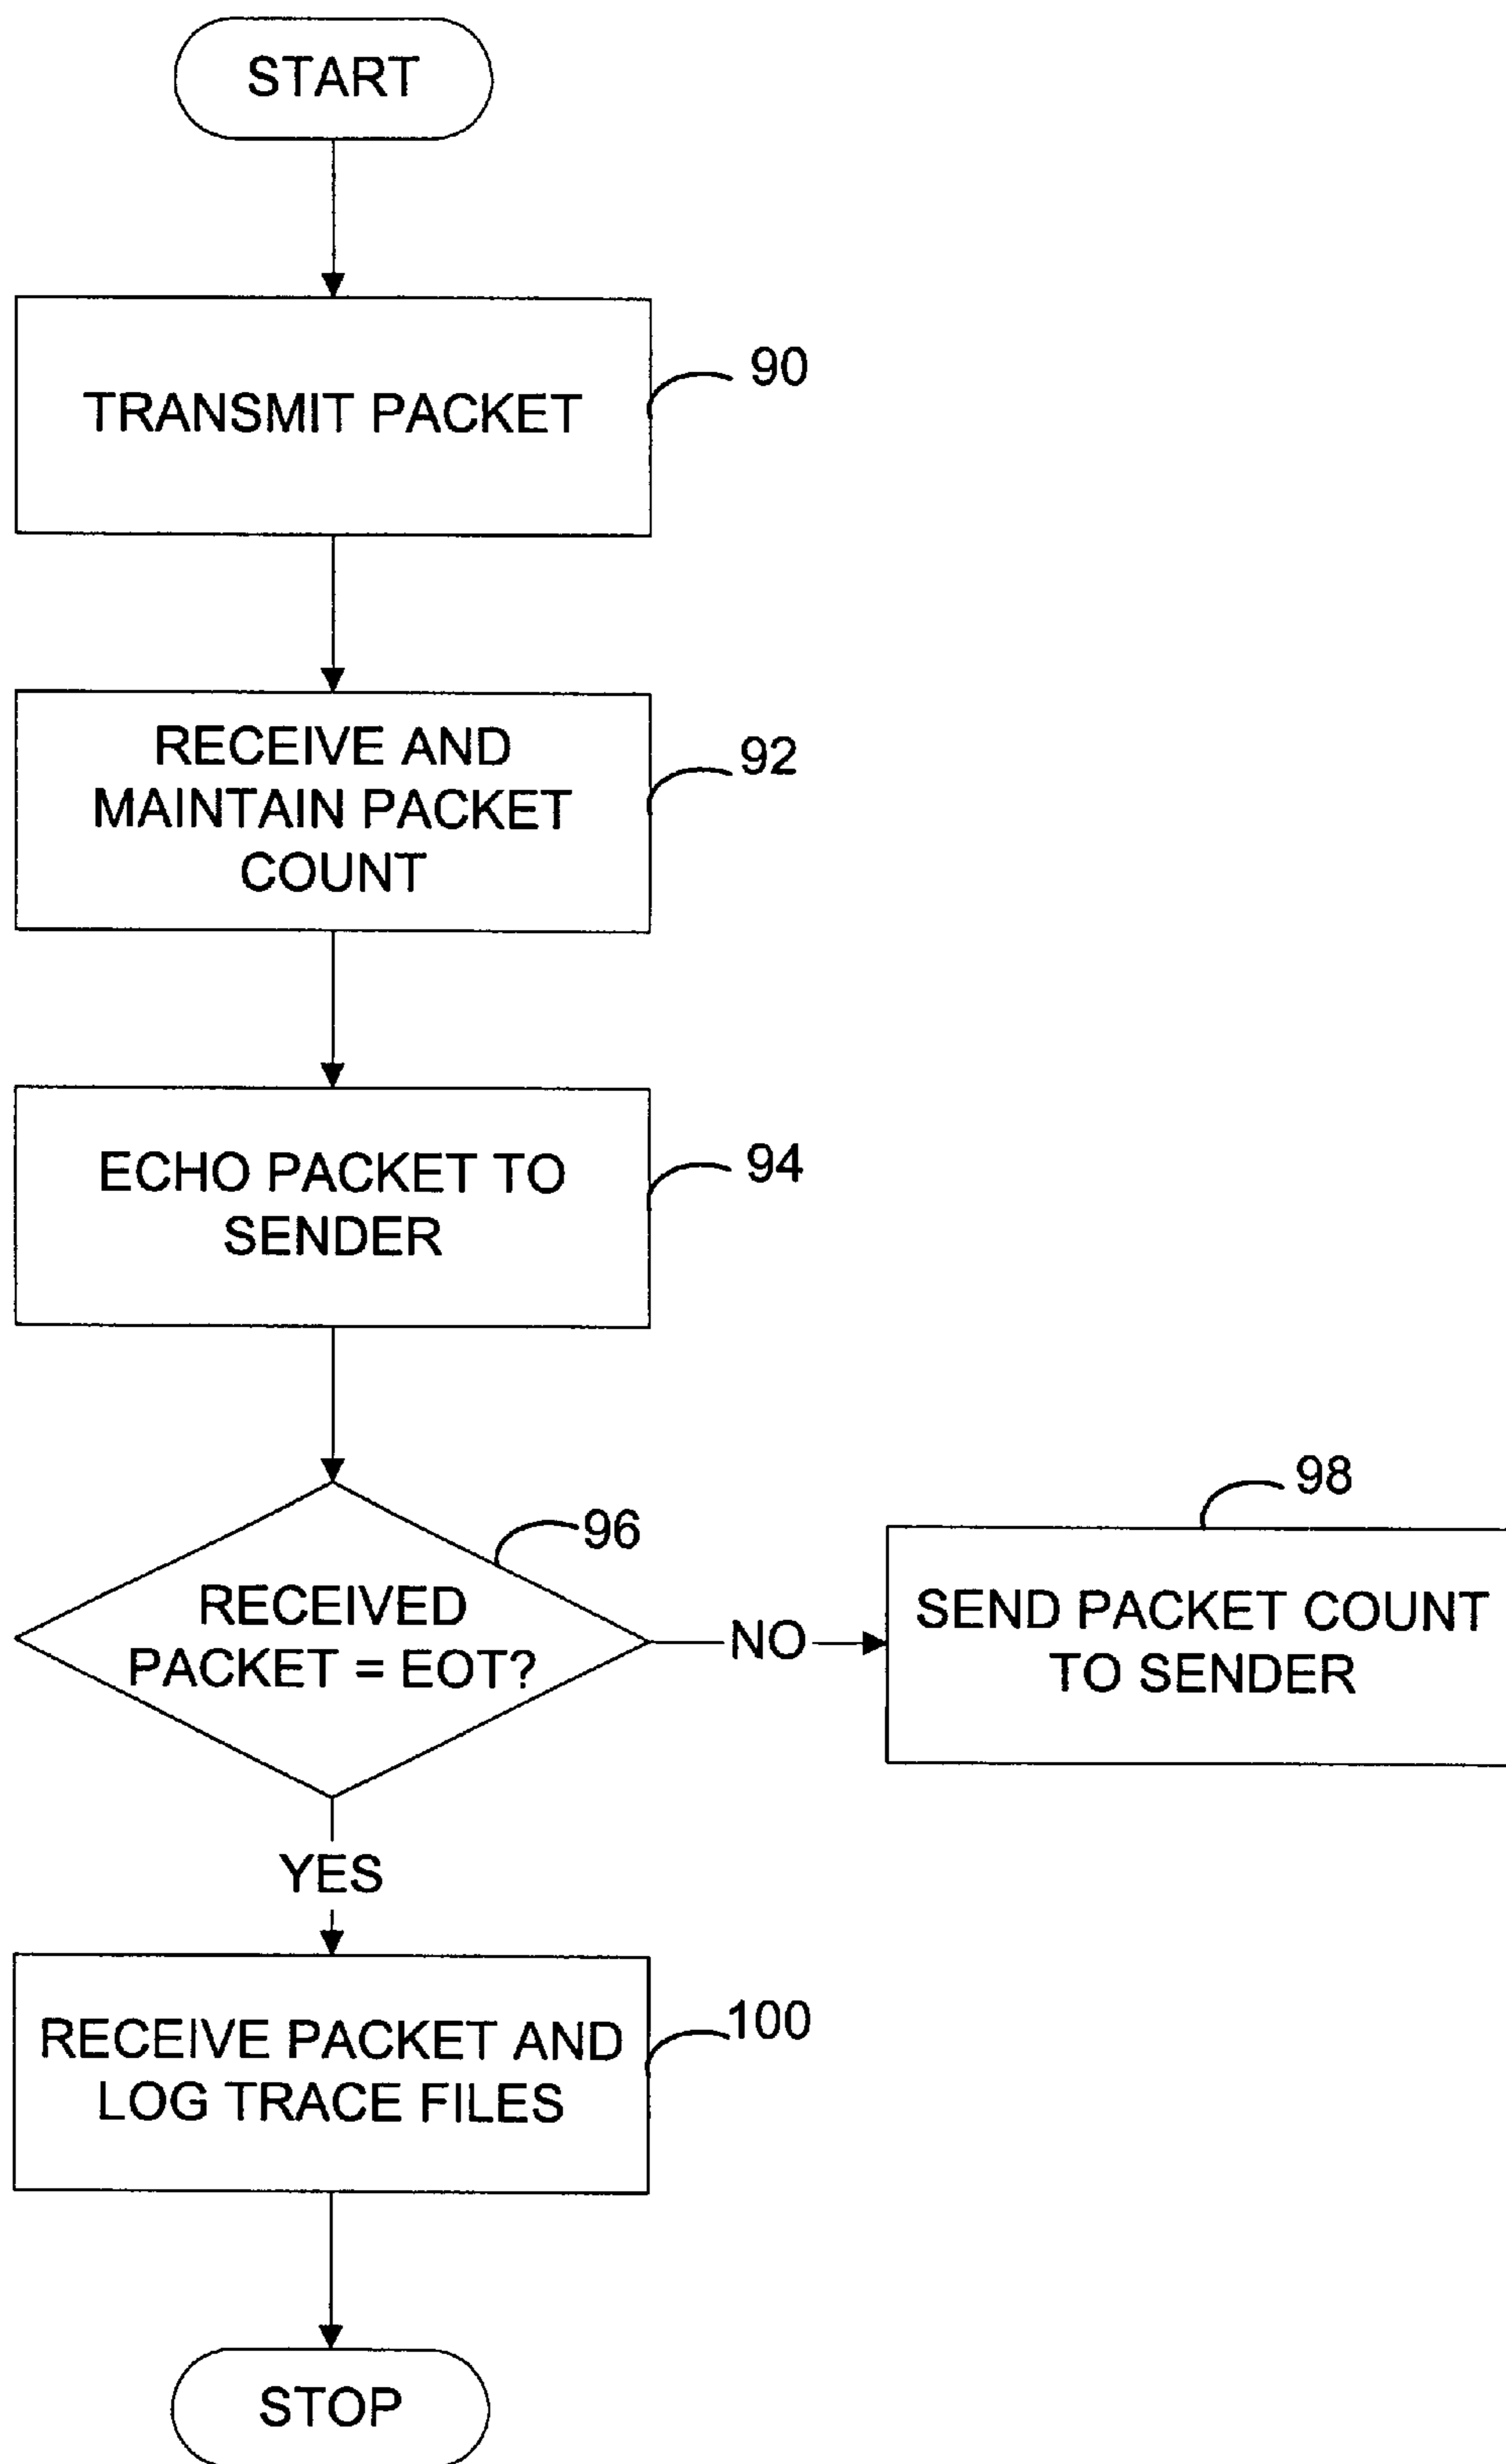 START
TRANSMIT PACKET
90
RECEIVE AND
MAINTAIN PACKET
COUNT
92
ECHO PACKET TO
SENDER
94
RECEIVED
PACKET = EOT?
96
NO
98
SEND PACKET COUNT
TO SENDER
YES
RECEIVE PACKET AND
LOG TRACE FILES
100
STOP